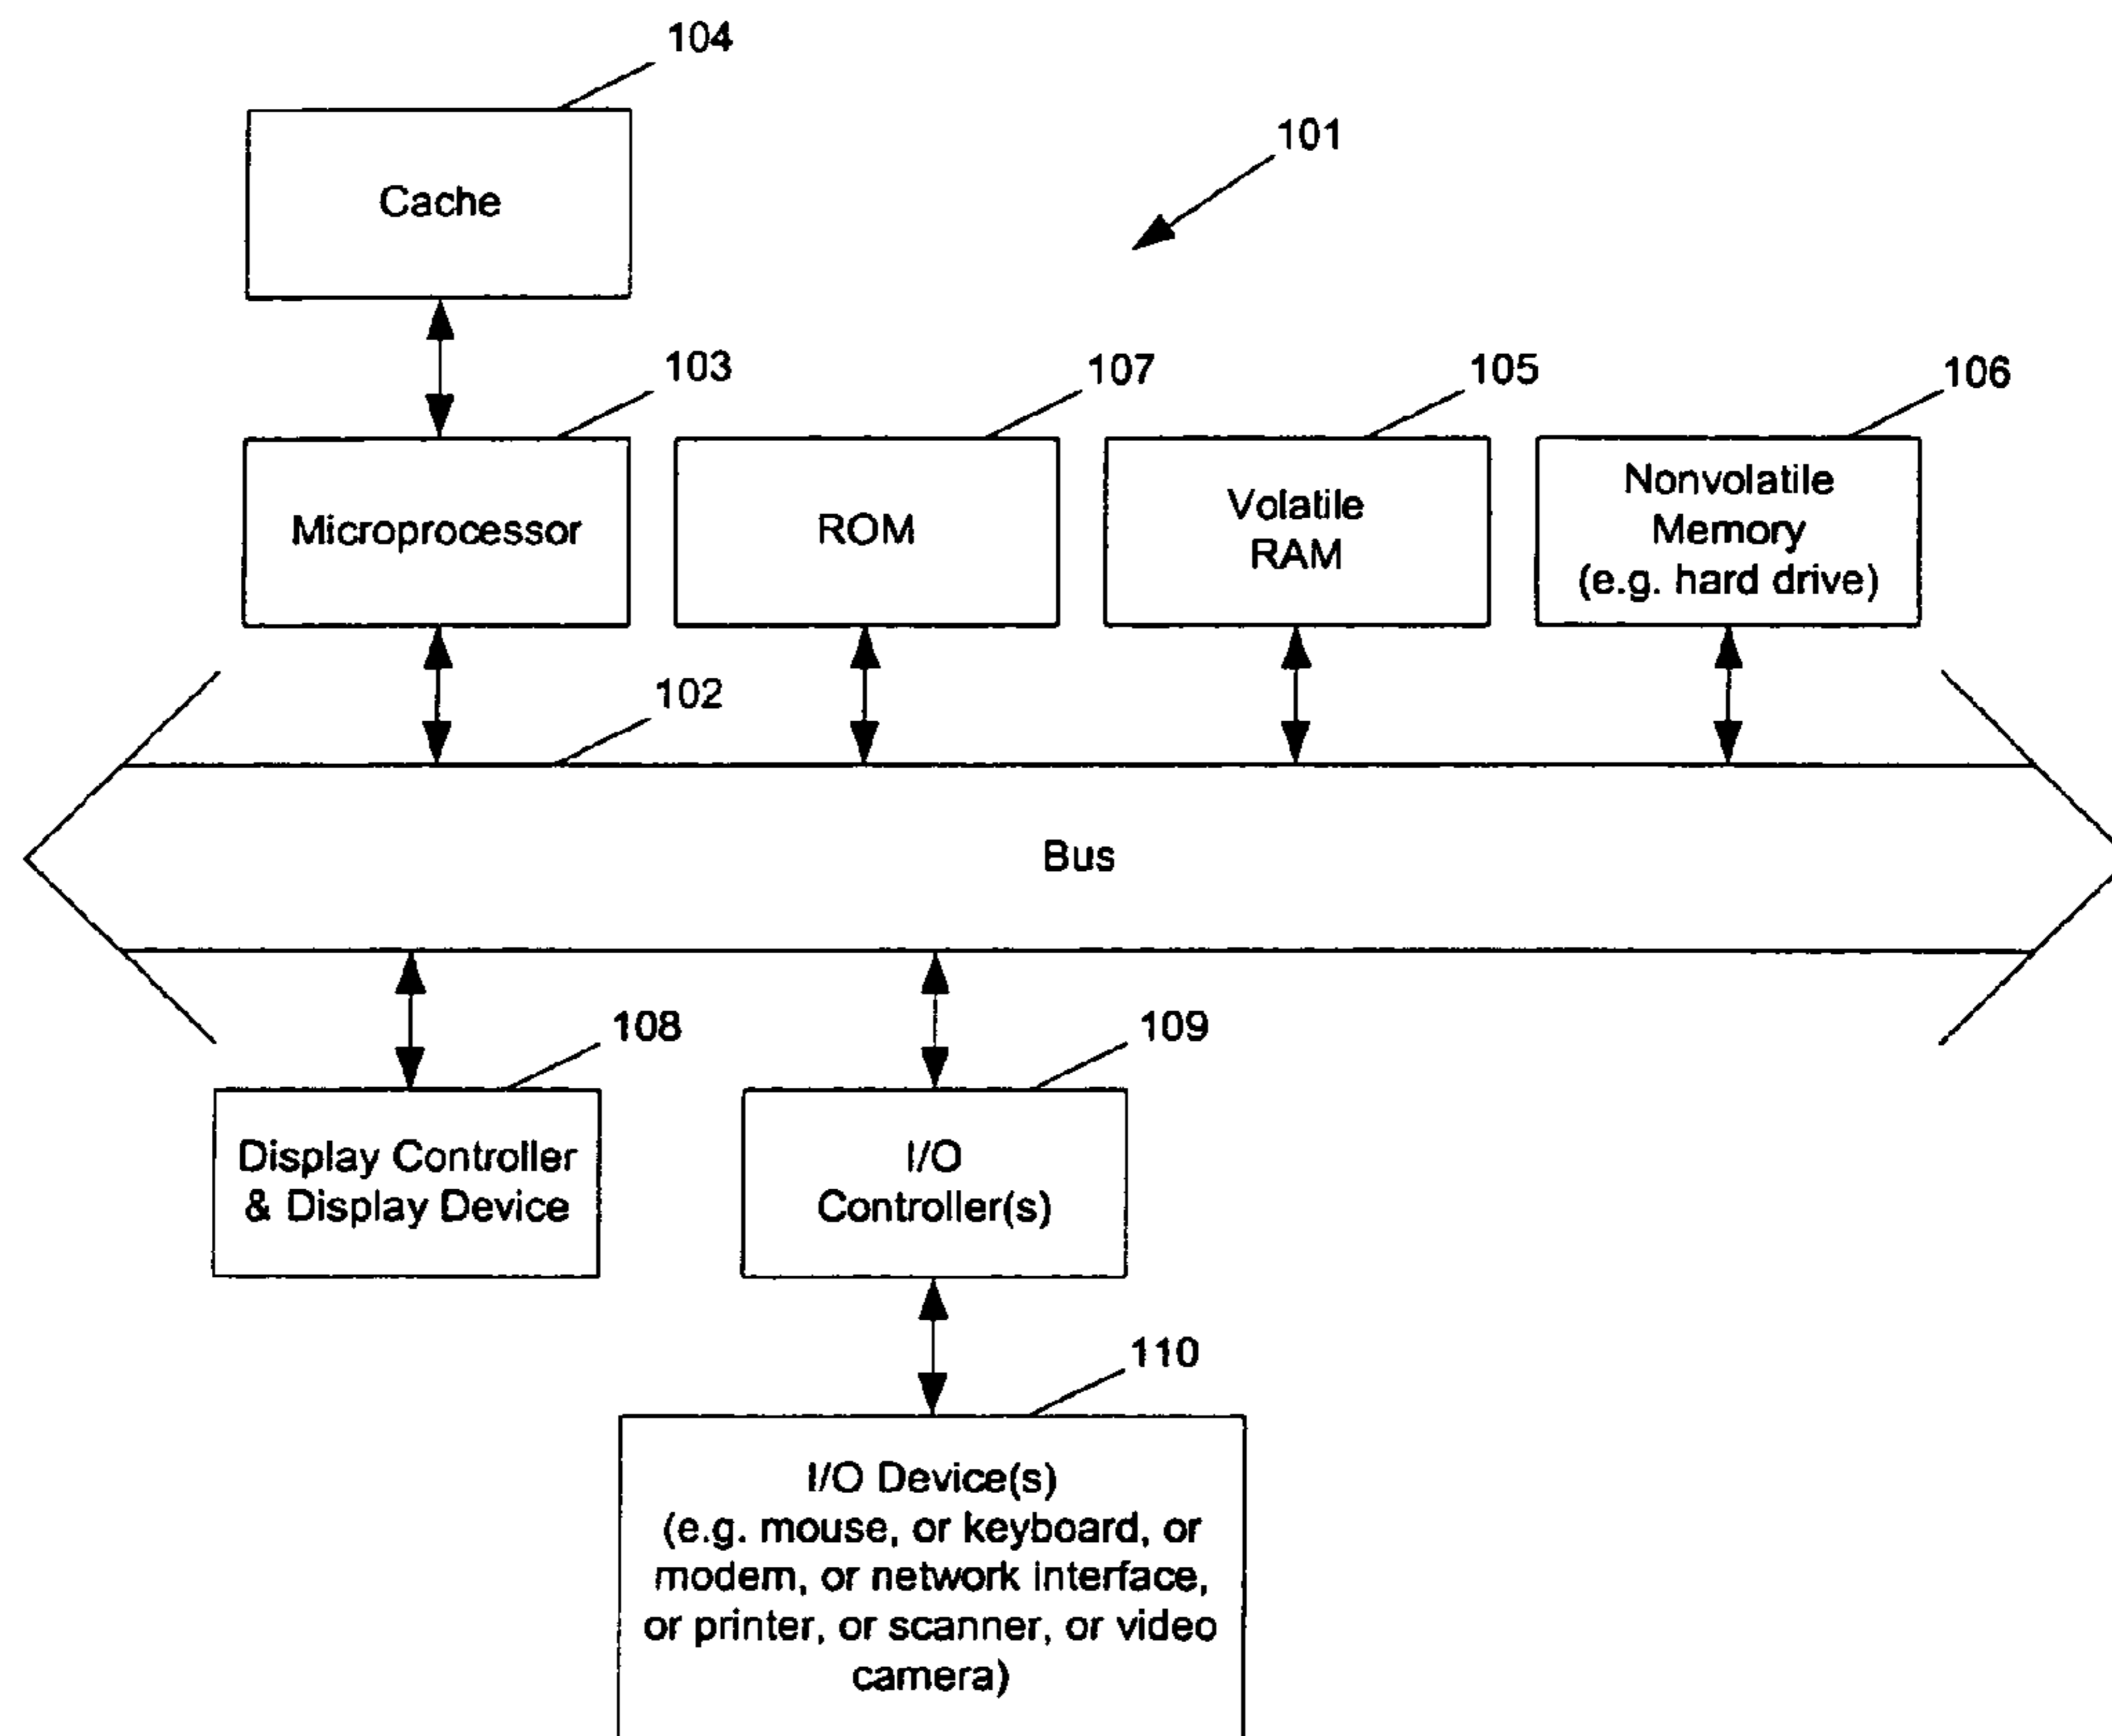 104
Cache
101
103
107
105
106
Microprocessor
ROM
Volatile
RAM
Nonvolatile
Memory
(e.g. hard drive)
102
Bus
108
109
Display Controller
& Display Device
I/O
Controller(s)
110
I/O Device(s)
(e.g. mouse, or keyboard, or
modem, or network interface,
or printer, or scanner, or video
camera)